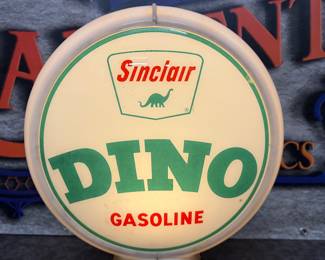 Sinclair
®
DINO
GASOLINE